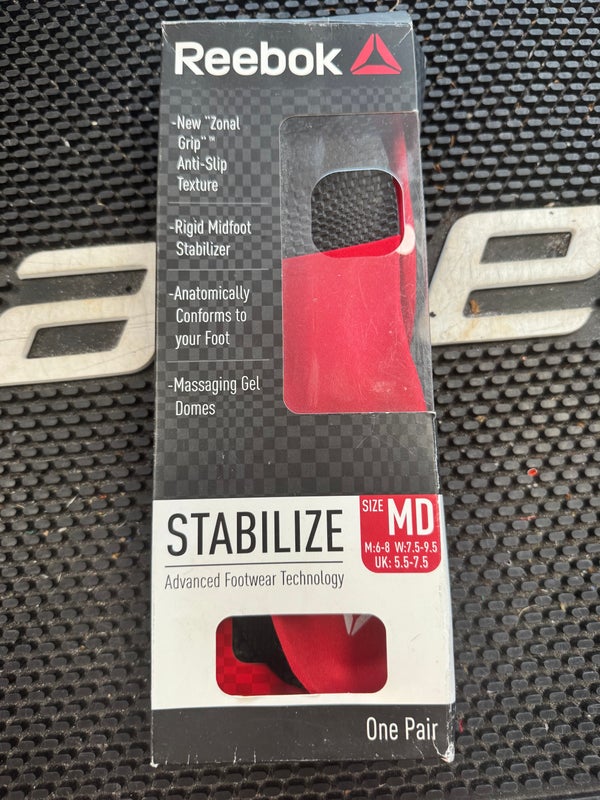 Reebok
-New "Zonal
Grip" ™
Anti-Slip
Texture
-Rigid Midfoot
Stabilizer
-Anatomically
Conforms to
your Foot
-Massaging Gel
Domes
STABILIZE
Advanced Footwear Technology
SIZE MD
M:6-8 W:7.5-9.5
UK: 5.5-7.5
One Pair